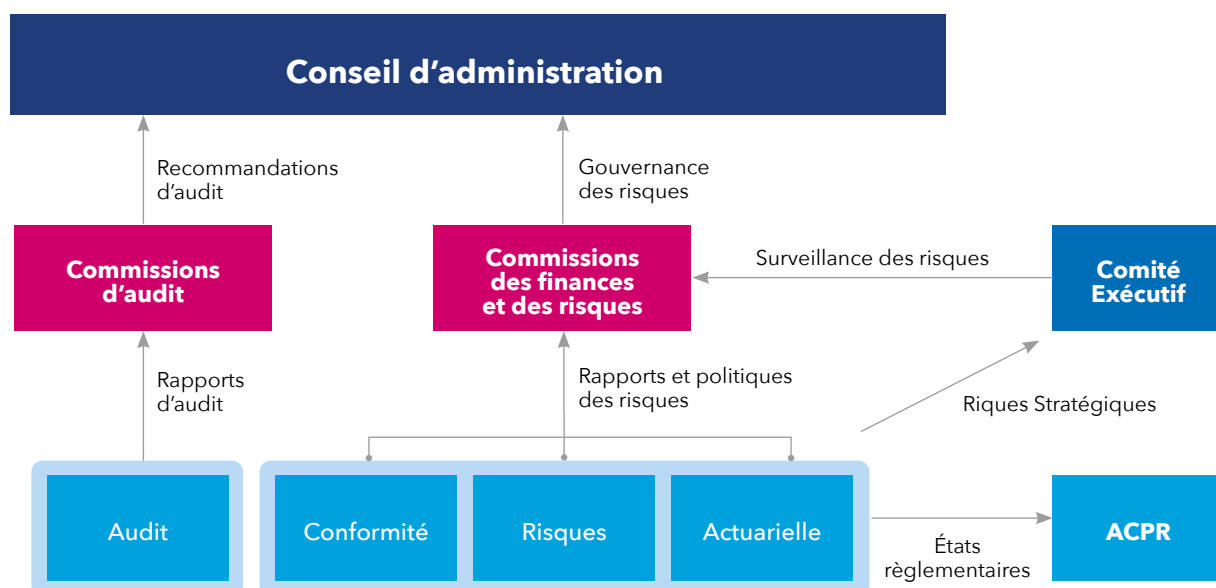 Conseil d’administration
Recommandations
d’audit
Gouvernance
des risques
Commissions
d’audit
Commissions
des finances
et des risques
Surveillance des risques
Comité
Exécutif
Rapports
d’audit
Rapports et politiques
des risques
Riques Stratégiques
Audit
Conformité
Risques
Actuarielle
États
règlementaires
ACPR